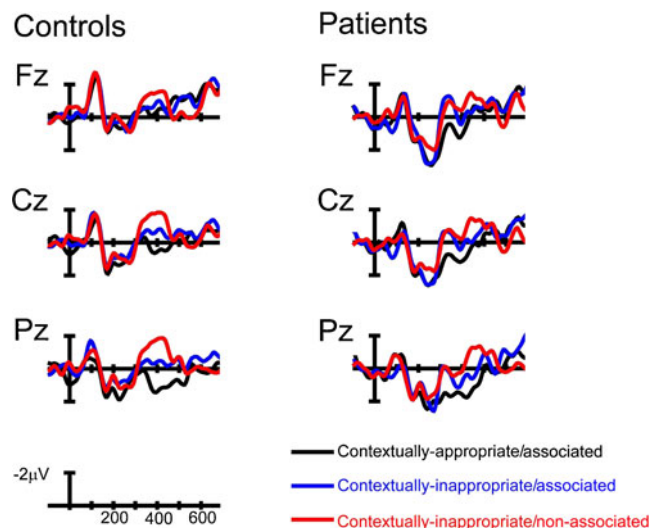 Controls
Patients
Fz
Fz
Cz
Cz
Pz
Pz
-2μV
200 400 600
Contextually-appropriate/associated
Contextually-inappropriate/associated
Contextually-inappropriate/non-associated